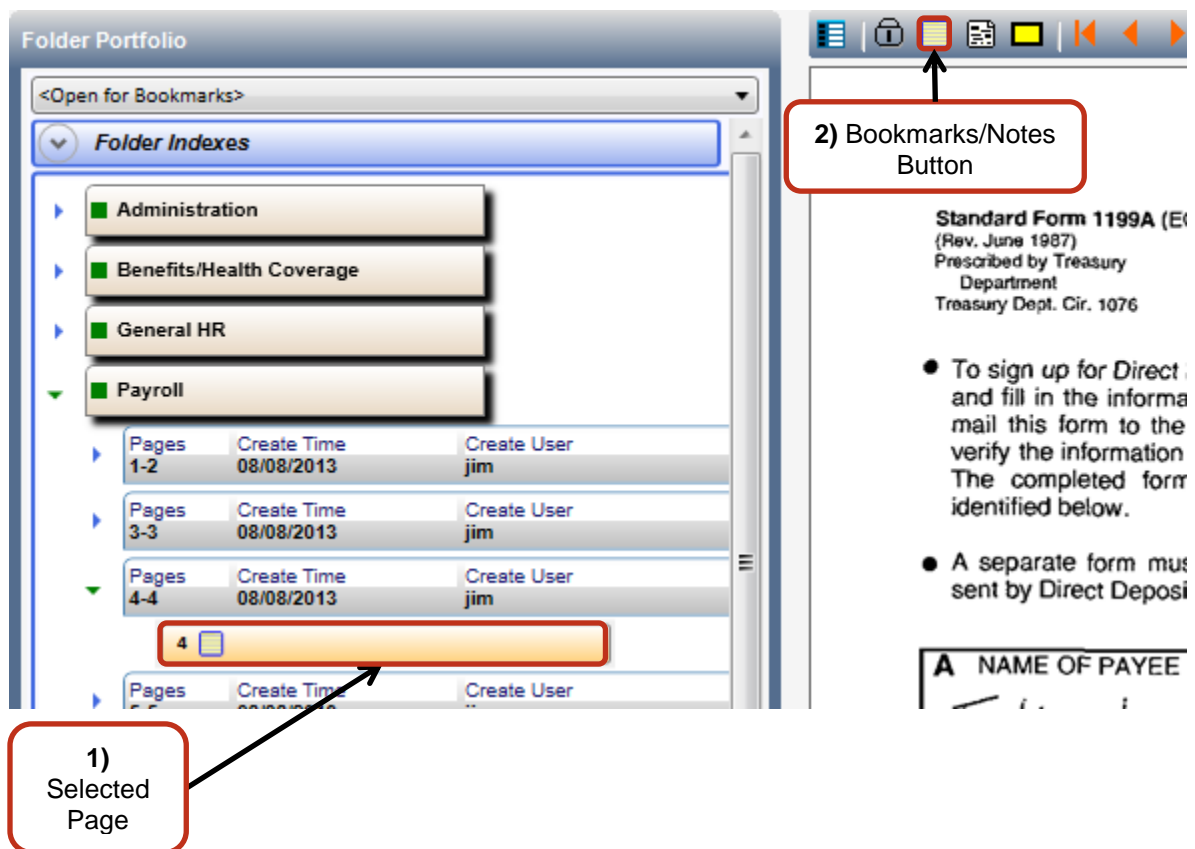 Folder Portfolio
<Open for Bookmarks>
Folder Indexes
Administration
Benefits/Health Coverage
General HR
Payroll
Pages Create Time Create User
1-2 08/08/2013 jim
Pages Create Time Create User
3-3 08/08/2013 jim
Pages Create Time Create User
4-4 08/08/2013 jim
4
Pages Create Time Create User
1)
Selected
Page
2) Bookmarks/Notes
Button
Standard Form 1199A (
(Rev. June 1987)
Prescribed by Treasury
Department
Treasury Dept. Cir. 1076
● To sign up for Direct
and fill in the informa
mail this form to the
verify the information
The completed form
identified below.
● A separate form mus
sent by Direct Deposi
A NAME OF PAYEE